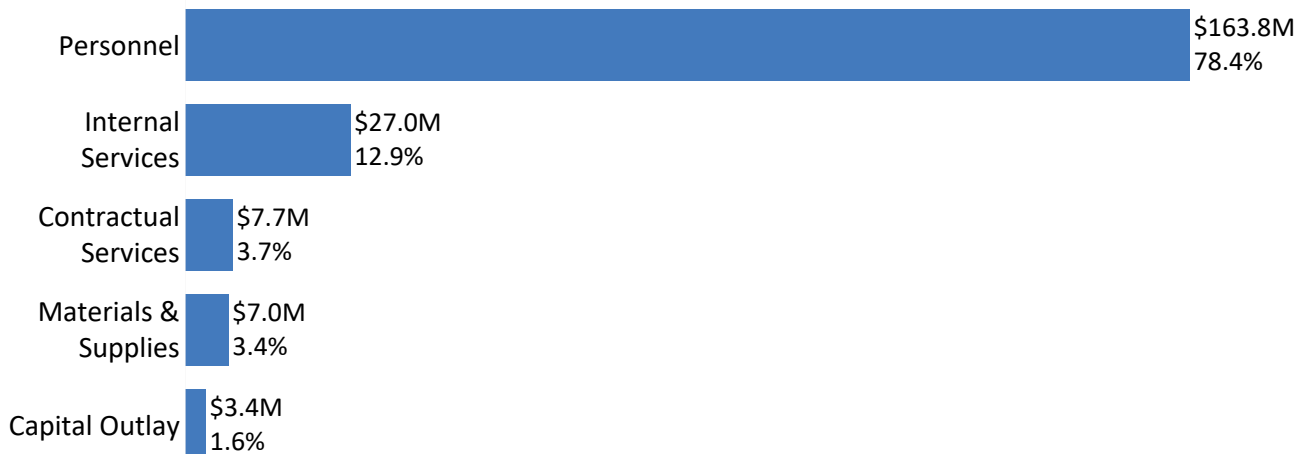 Personnel
$163.8M
78.4%
Internal
Services
$27.0M
12.9%
Contractual
Services
$7.7M
3.7%
Materials &
Supplies
$7.0M
3.4%
Capital Outlay
$3.4M
1.6%